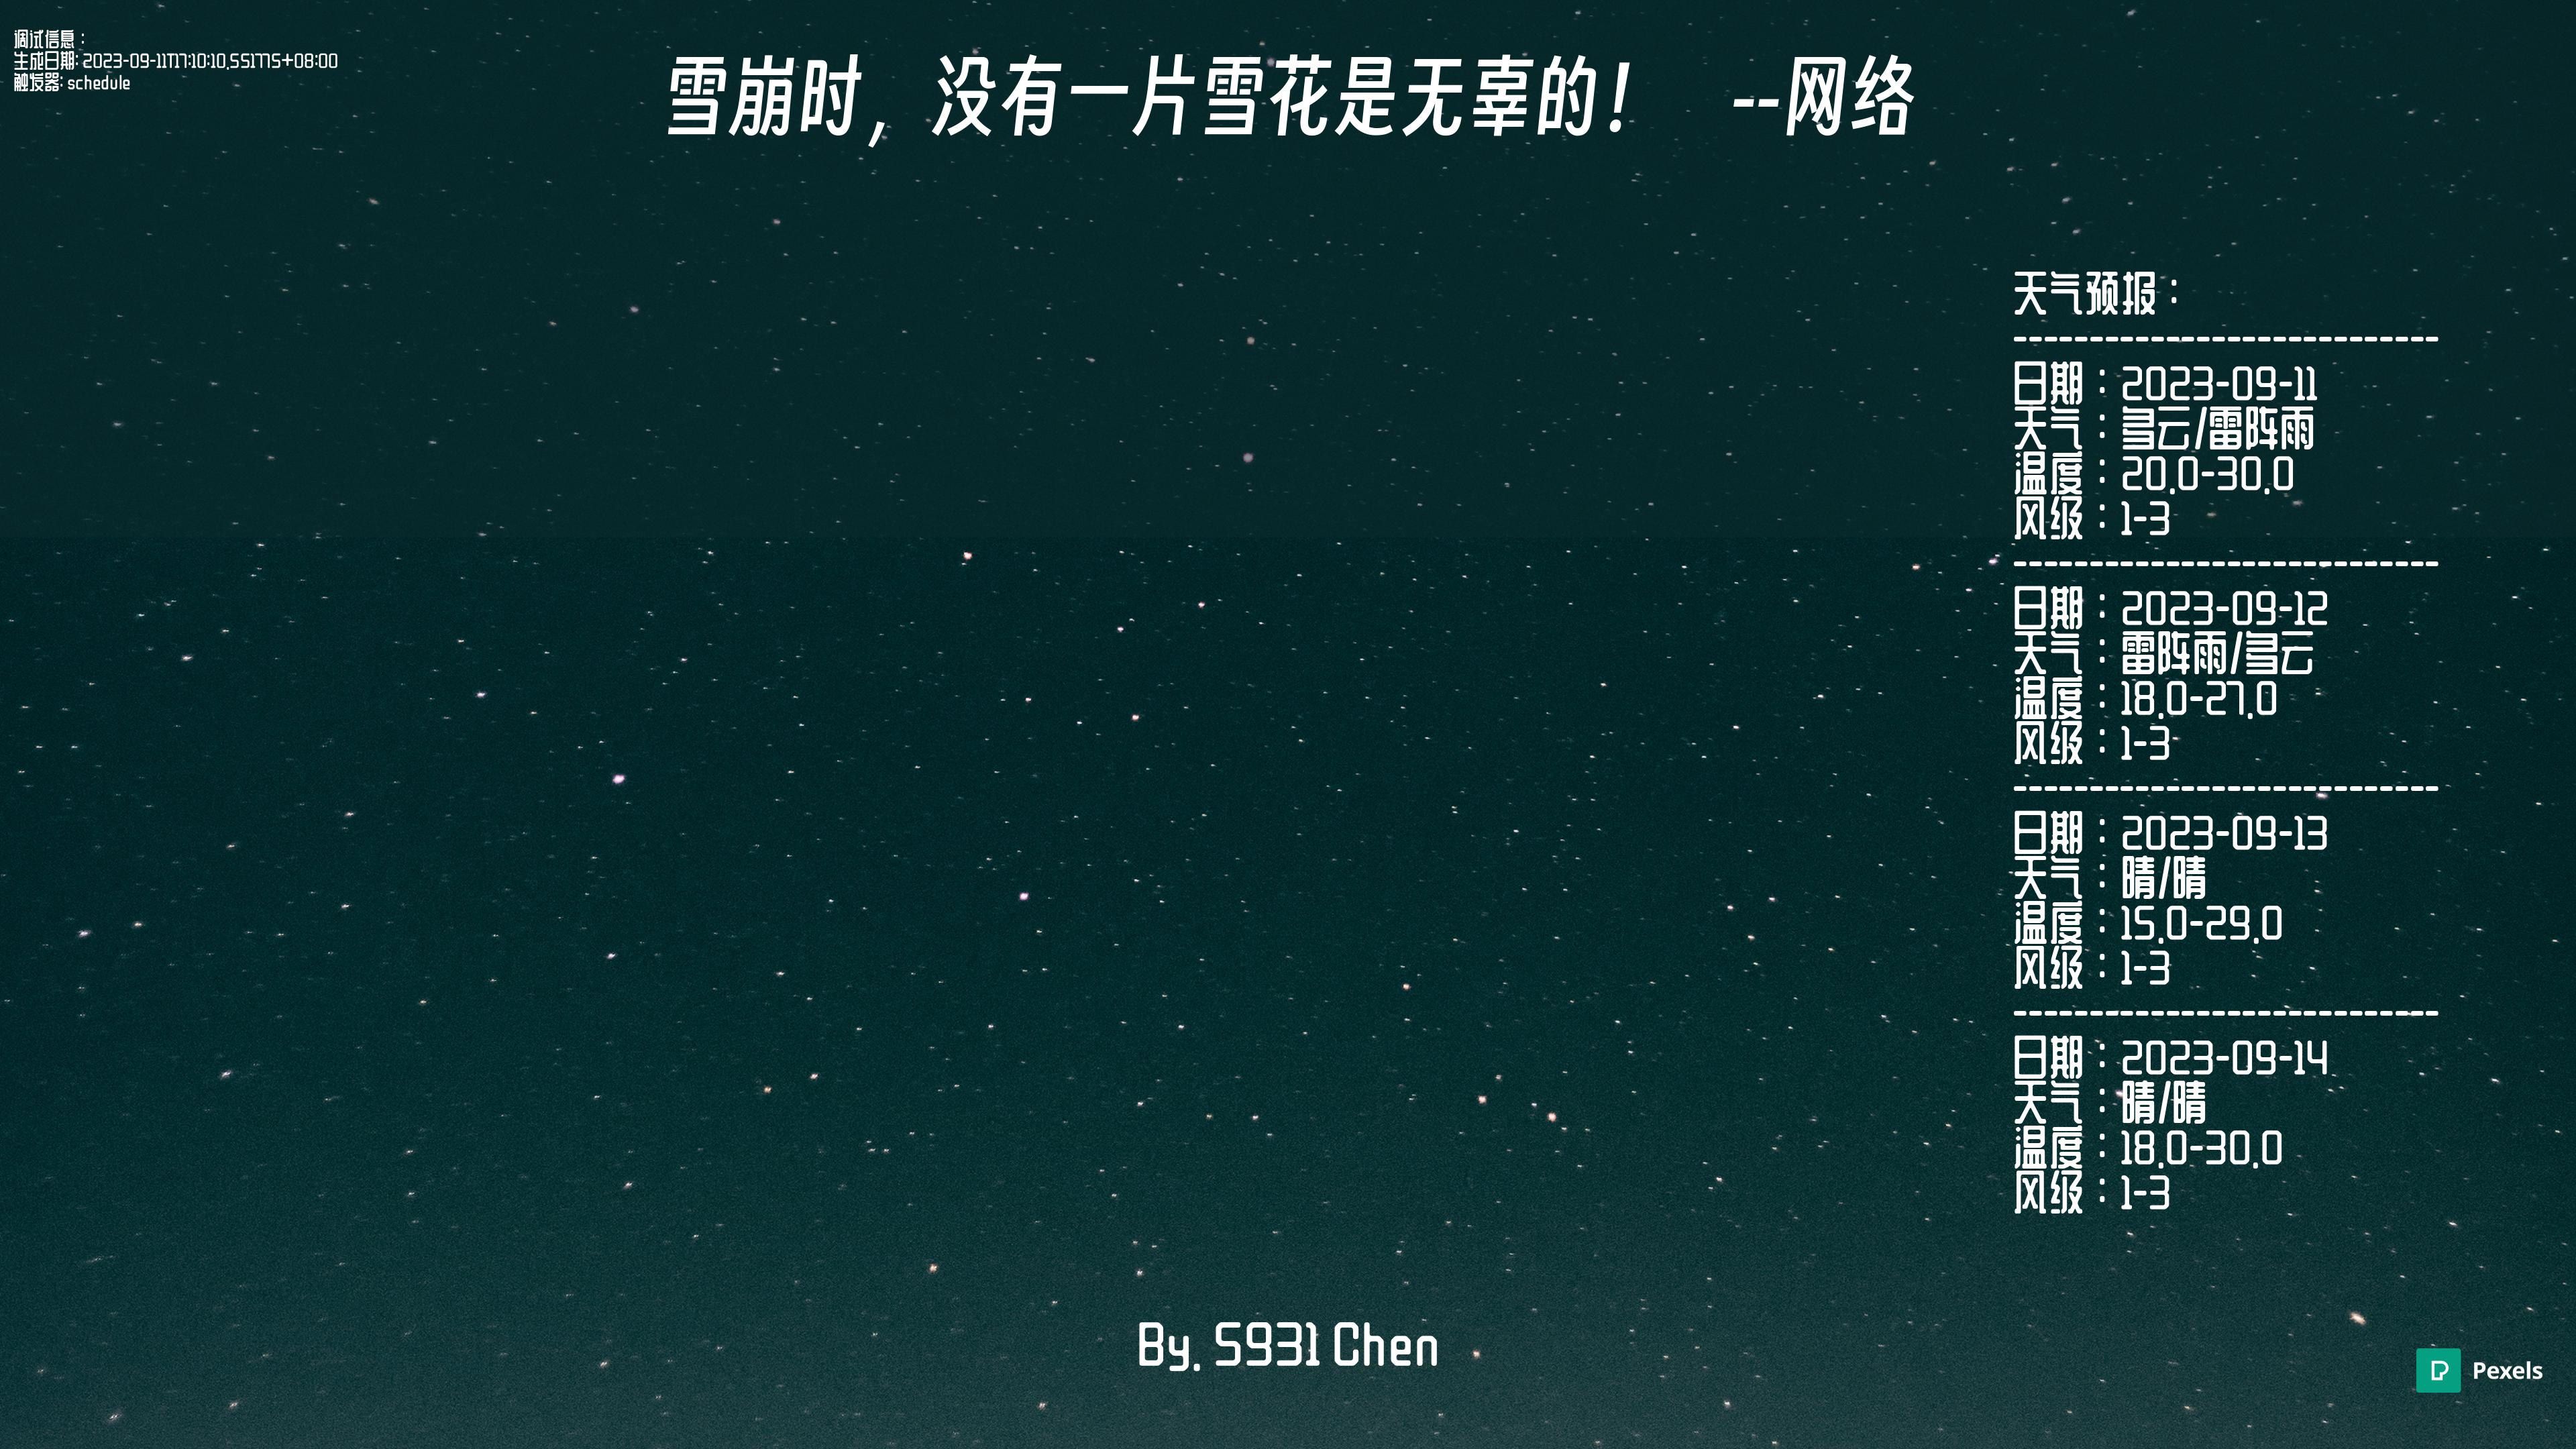 调试信息：
生成日期: 2023-09-11T17:10:10.551775+08:00
触发器: schedule
雪崩时，没有一片雪花是无辜的！ --网络
天气预报：
----------------------------
日期：2023-09-11
天气：多云/雷阵雨
温度：20.0-30.0
风级：1-3
----------------------------
日期：2023-09-12
天气：雷阵雨/多云
温度：18.0-27.0
风级：1-3
----------------------------
日期：2023-09-13
天气：晴/晴
温度：15.0-29.0
风级：1-3
----------------------------
日期：2023-09-14
天气：晴/晴
温度：18.0-30.0
风级：1-3
By. S931 Chen
Pexels